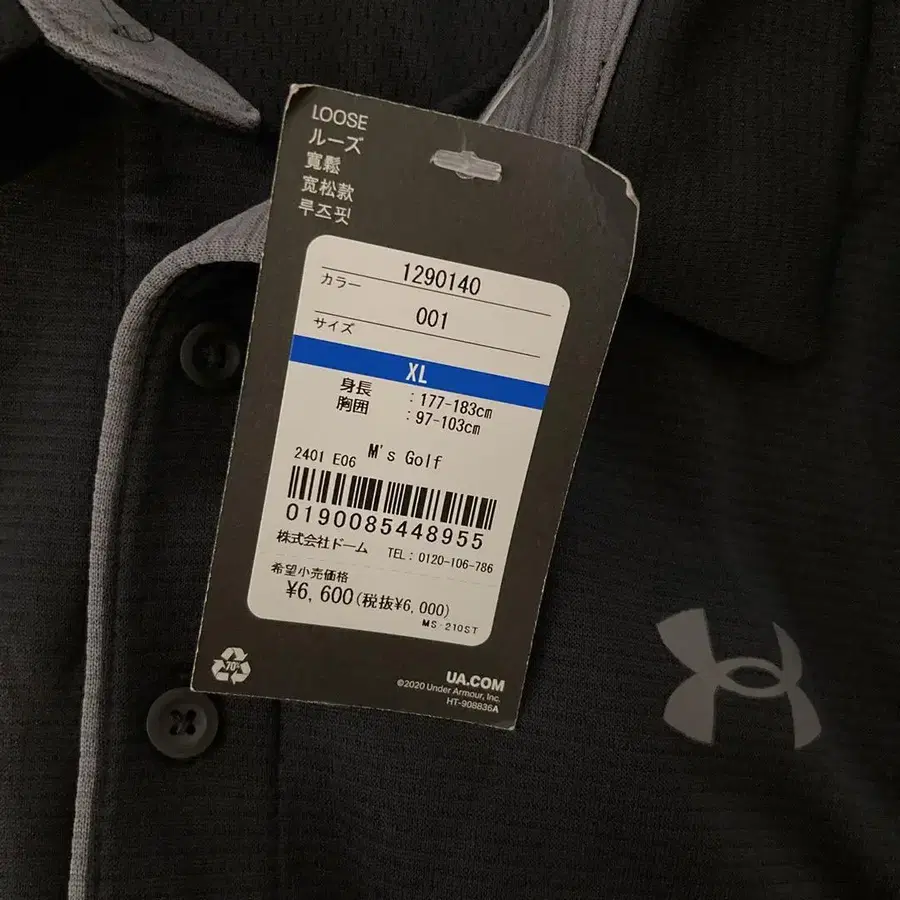 LOOSE
ルーズ
寬鬆
宽松款
루즈핏
1290140
カラー
001
サイズ
XL
身長 : 177-183cm
胸囲 : 97-103cm
2401 E06 M's Golf
0190085448955
株式会社ドーム TEL: 0120-106-786
希望小売価格
¥6,600(税抜¥6,000)
MS-210ST
70%
UA.COM
©2020 Under Armour, Inc.
HT-908836A